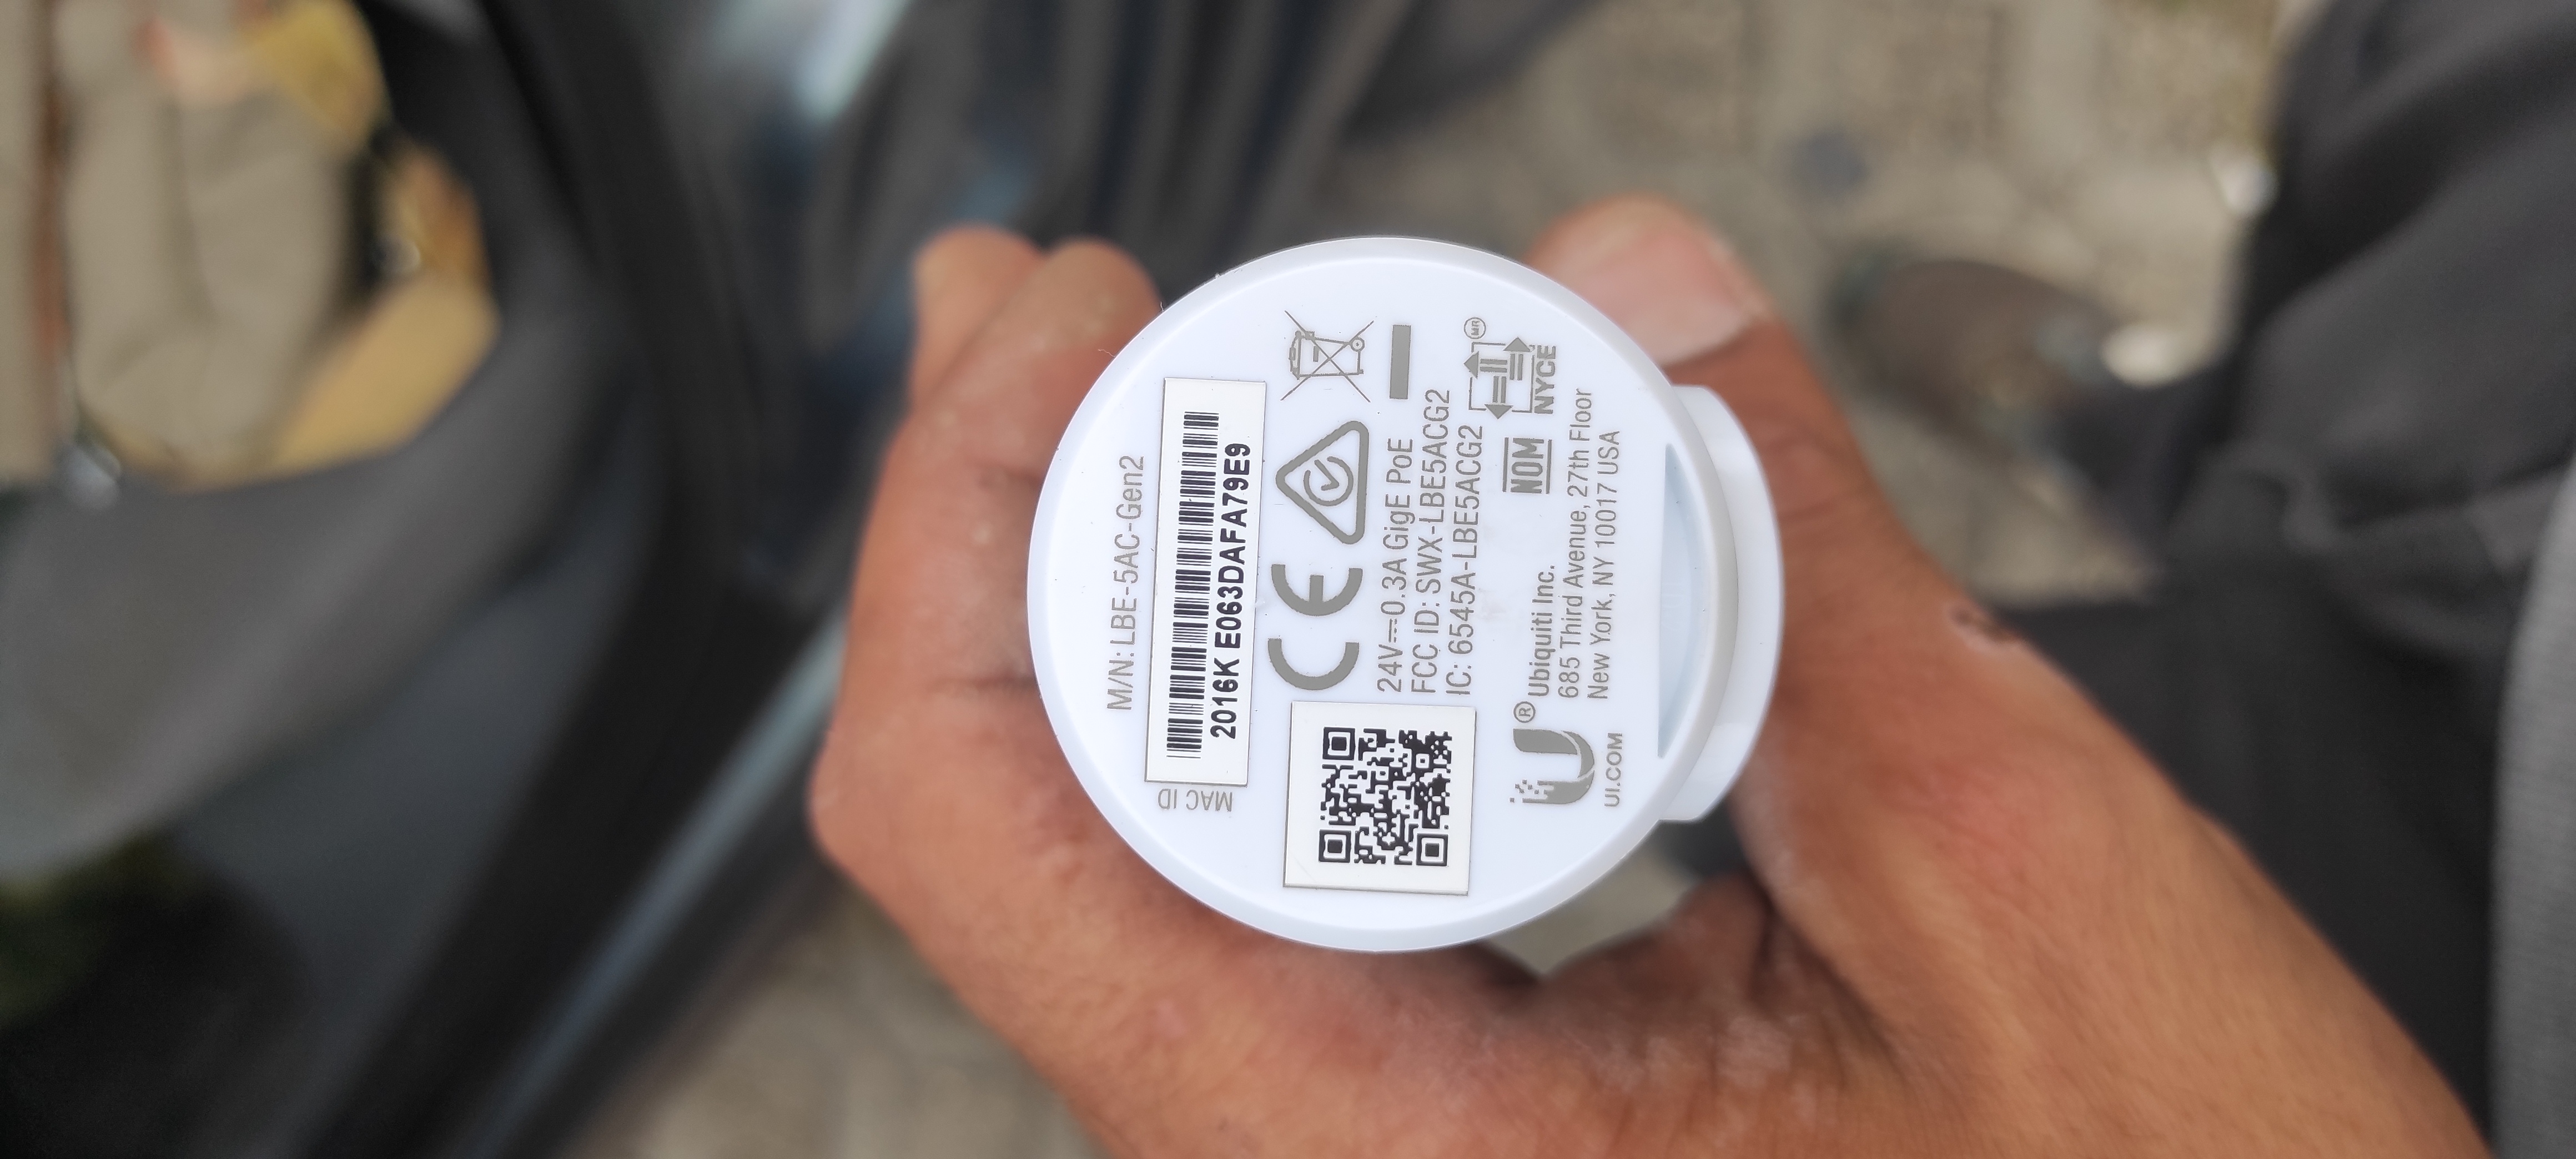 M/N: LBE-5AC-Gen2
MAC ID
2016K E063DAFA79E9
24V⎓0.3A GigE PoE
FCC ID: SWX-LBE5ACG2
IC: 6545A-LBE5ACG2
NOM
NYCE
MR
U®
Ubiquiti Inc.
685 Third Avenue, 27th Floor
New York, NY 10017 USA
UI.COM